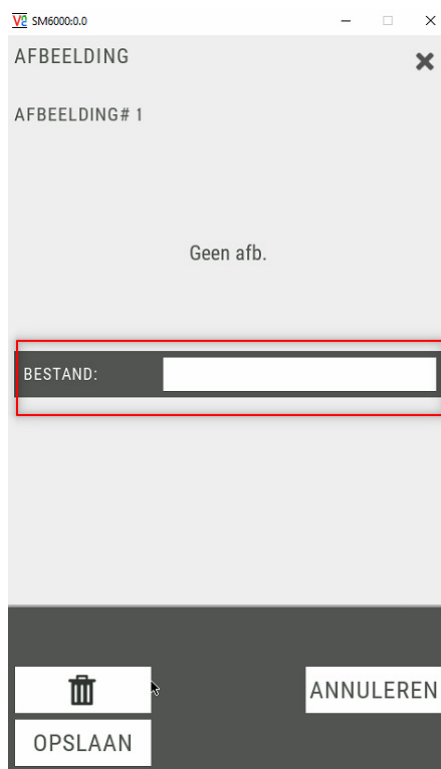 SM6000:0.0
AFBEELDING
AFBEELDING# 1
Geen afb.
BESTAND:
ANNULEREN
OPSLAAN